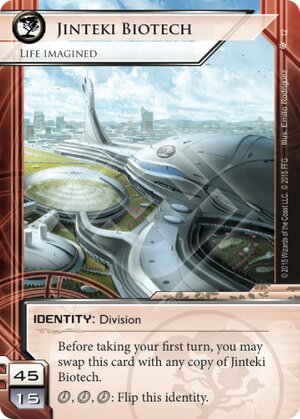 Jinteki Biotech
Life imagined
12
Illus. Emilio Rodríguez
© 2015 Wizards of the Coast LLC. © 2015 FFG
IDENTITY: Division
Before taking your first turn, you may
swap this card with any copy of Jinteki
Biotech.
, , : Flip this identity.
45
15